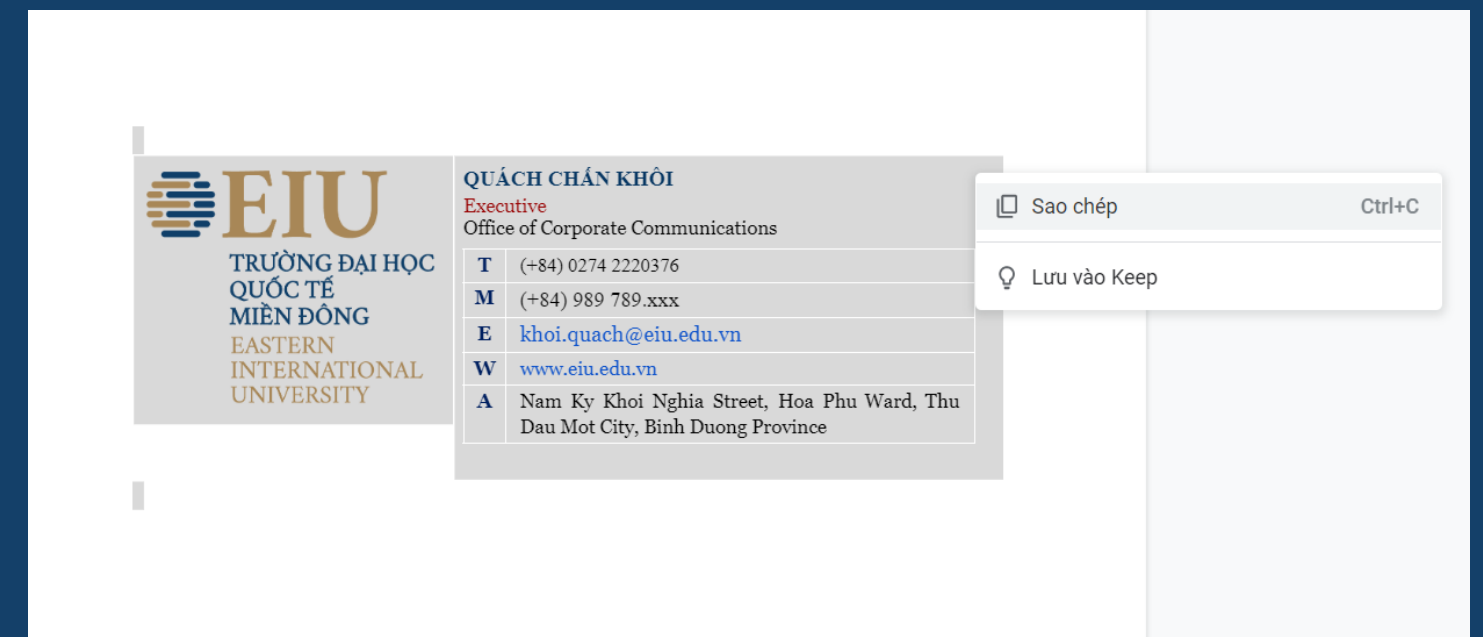 EIU
TRƯỜNG ĐẠI HỌC
QUỐC TẾ
MIỀN ĐÔNG
EASTERN
INTERNATIONAL
UNIVERSITY
QUÁCH CHẤN KHÔI
Executive
Office of Corporate Communications
T (+84) 0274 2220376
M (+84) 989 789.xxx
E khoi.quach@eiu.edu.vn
W www.eiu.edu.vn
A Nam Ky Khoi Nghia Street, Hoa Phu Ward, Thu
Dau Mot City, Binh Duong Province
Sao chép Ctrl+C
Lưu vào Keep